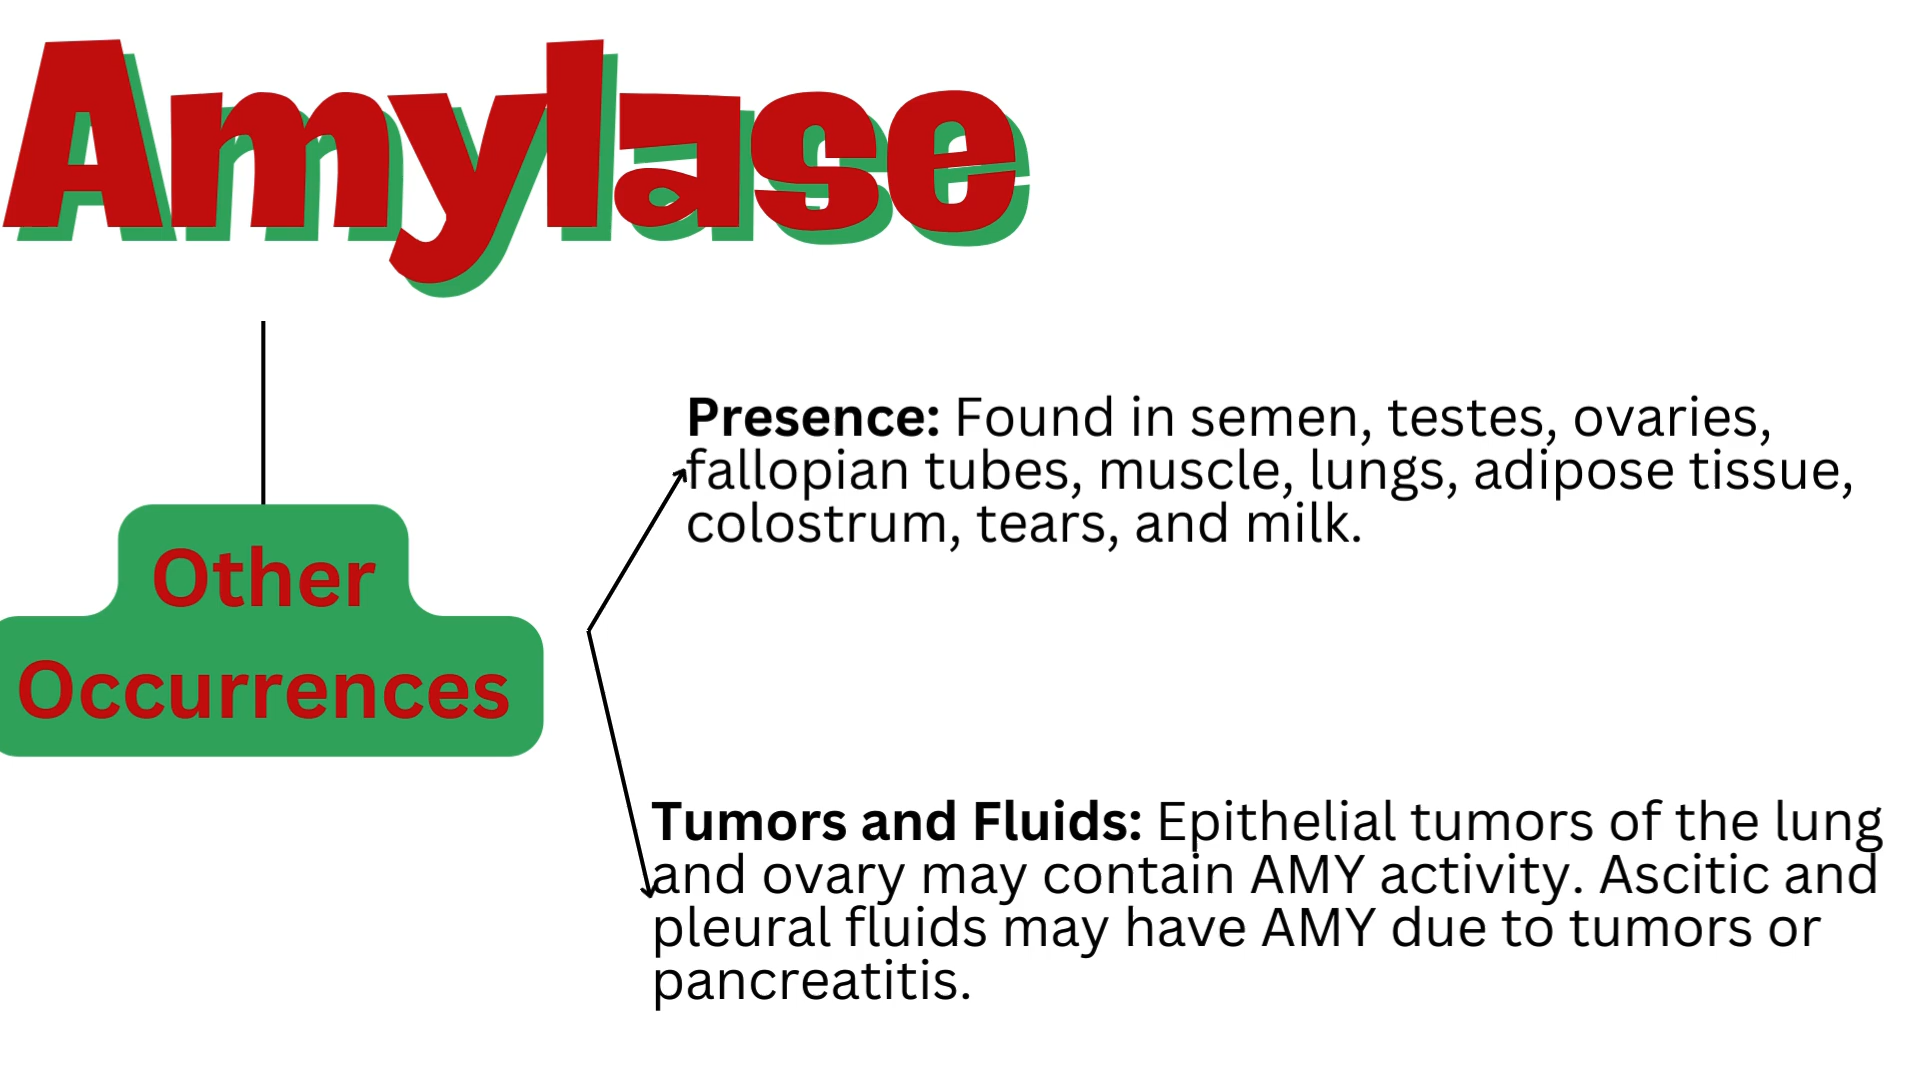 Amylase
Other
Occurrences
Presence: Found in semen, testes, ovaries,
fallopian tubes, muscle, lungs, adipose tissue,
colostrum, tears, and milk.
Tumors and Fluids: Epithelial tumors of the lung
and ovary may contain AMY activity. Ascitic and
pleural fluids may have AMY due to tumors or
pancreatitis.